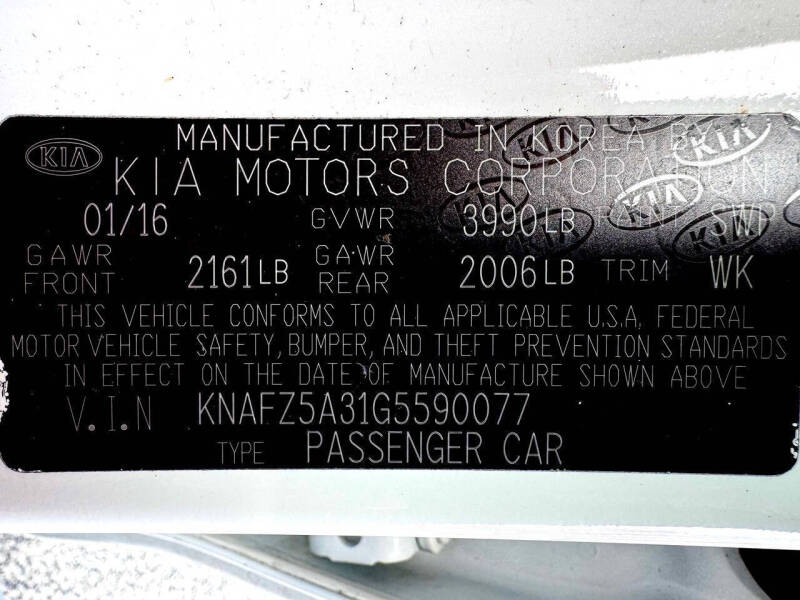 KIA MANUFACTURED IN KOREA BY
KIA MOTORS CORPORATION
01/16 GVWR 3990LB PAINT SWP
GAWR FRONT 2161LB GAWR REAR 2006LB TRIM WK
THIS VEHICLE CONFORMS TO ALL APPLICABLE U.S.A. FEDERAL
MOTOR VEHICLE SAFETY, BUMPER, AND THEFT PREVENTION STANDARDS
IN EFFECT ON THE DATE OF MANUFACTURE SHOWN ABOVE
V.I.N KNAFZ5A31G5590077
TYPE PASSENGER CAR